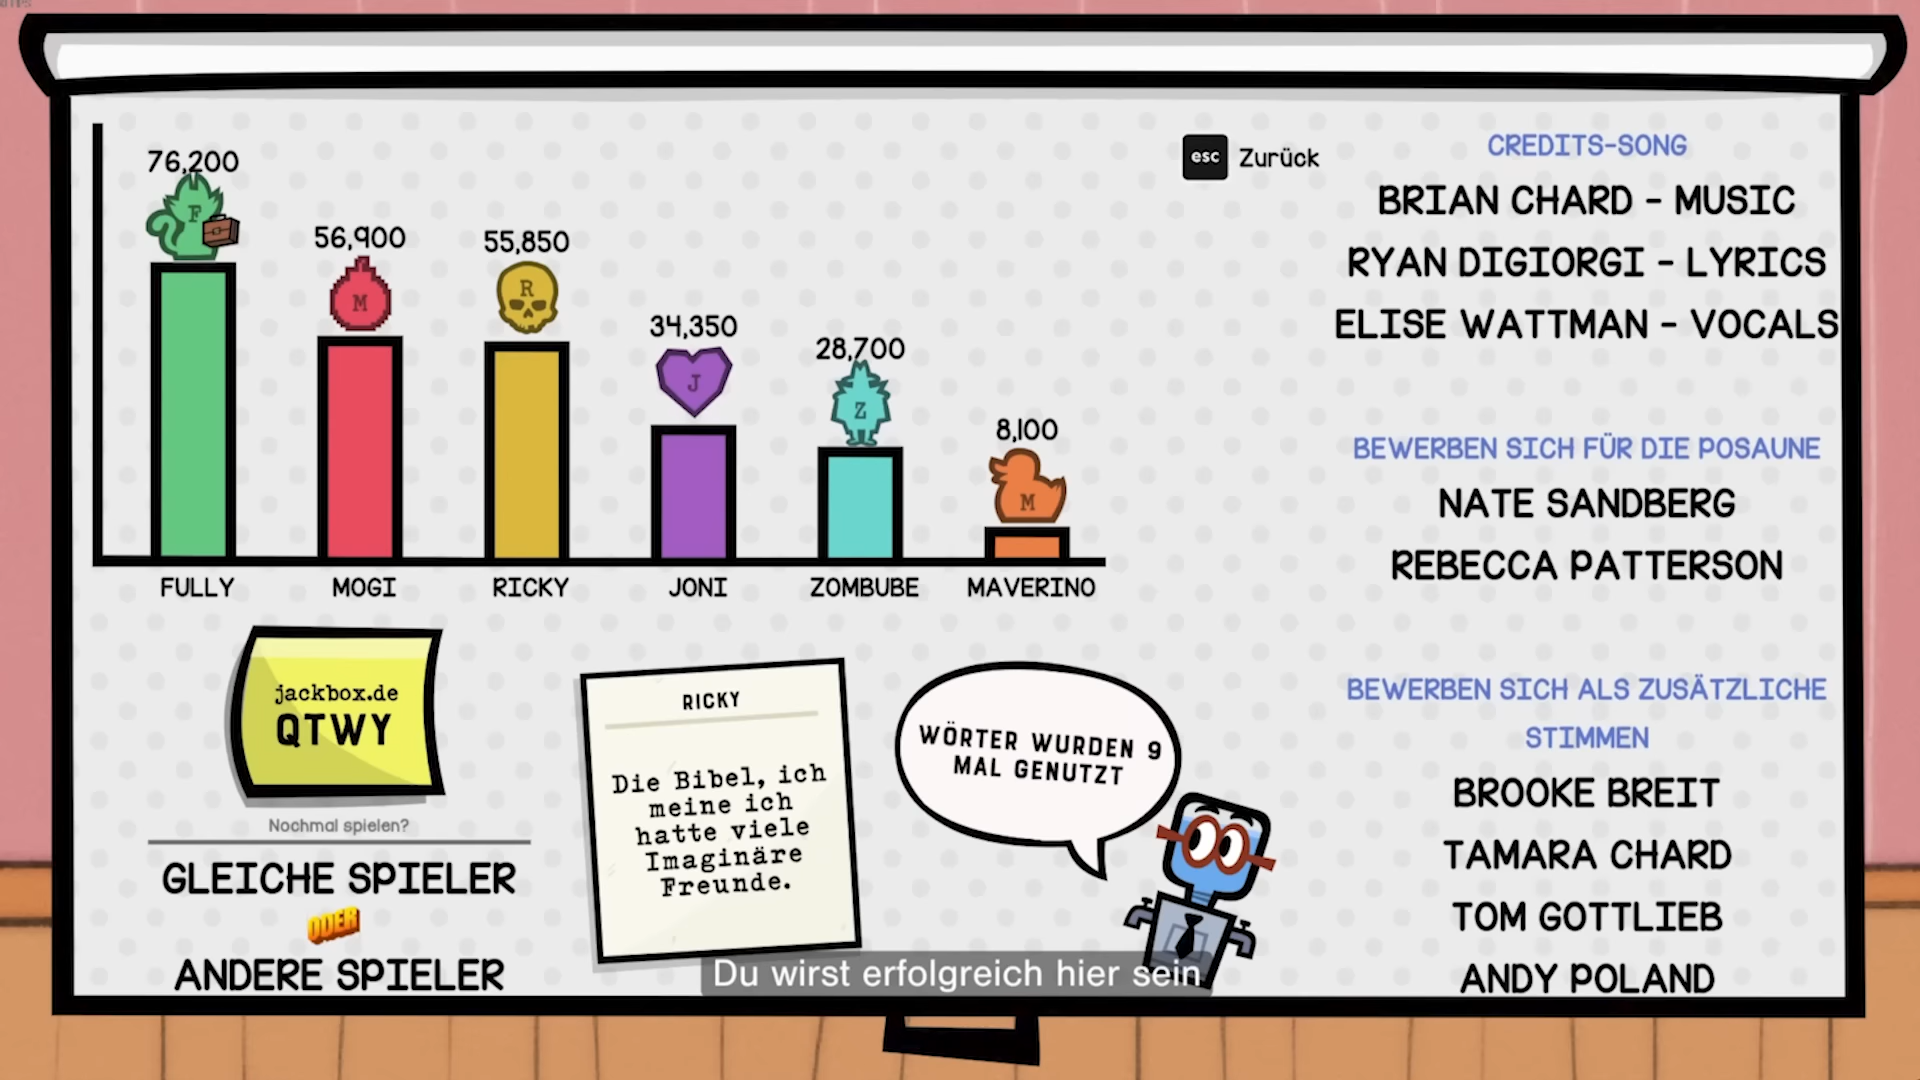 76,200
F
56,900
M
55,850
R
34,350
J
28,700
Z
8,100
M
FULLY
MOGI
RICKY
JONI
ZOMBUBE
MAVERINO
esc Zurück
jackbox.de
QTWY
Nochmal spielen?
GLEICHE SPIELER
ODER
ANDERE SPIELER
RICKY
Die Bibel, ich
meine ich
hatte viele
Imaginäre
Freunde.
WÖRTER WURDEN 9
MAL GENUTZT
Du wirst erfolgreich hier sein
CREDITS-SONG
BRIAN CHARD - MUSIC
RYAN DIGIORGI - LYRICS
ELISE WATTMAN - VOCALS
BEWERBEN SICH FÜR DIE POSAUNE
NATE SANDBERG
REBECCA PATTERSON
BEWERBEN SICH ALS ZUSÄTZLICHE
STIMMEN
BROOKE BREIT
TAMARA CHARD
TOM GOTTLIEB
ANDY POLAND